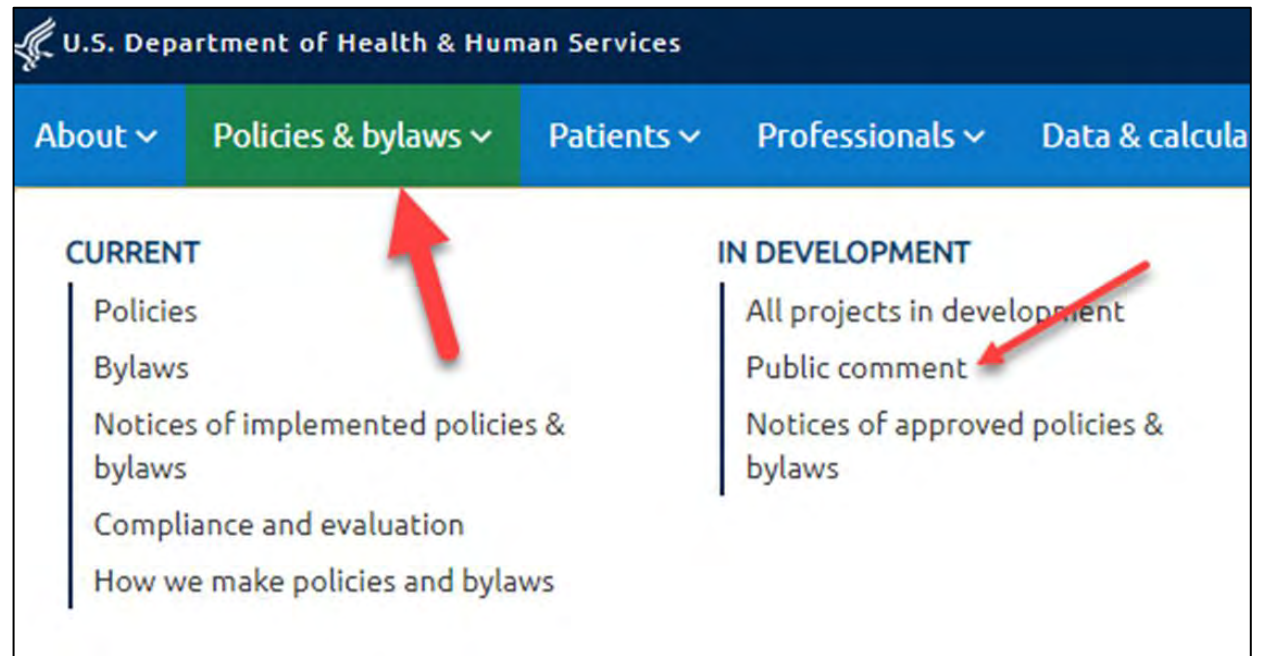 U.S. Department of Health & Human Services
About Policies & bylaws Patients Professionals Data & calcula
CURRENT
Policies
Bylaws
Notices of implemented policies &
bylaws
Compliance and evaluation
How we make policies and bylaws
IN DEVELOPMENT
All projects in development
Public comment
Notices of approved policies &
bylaws